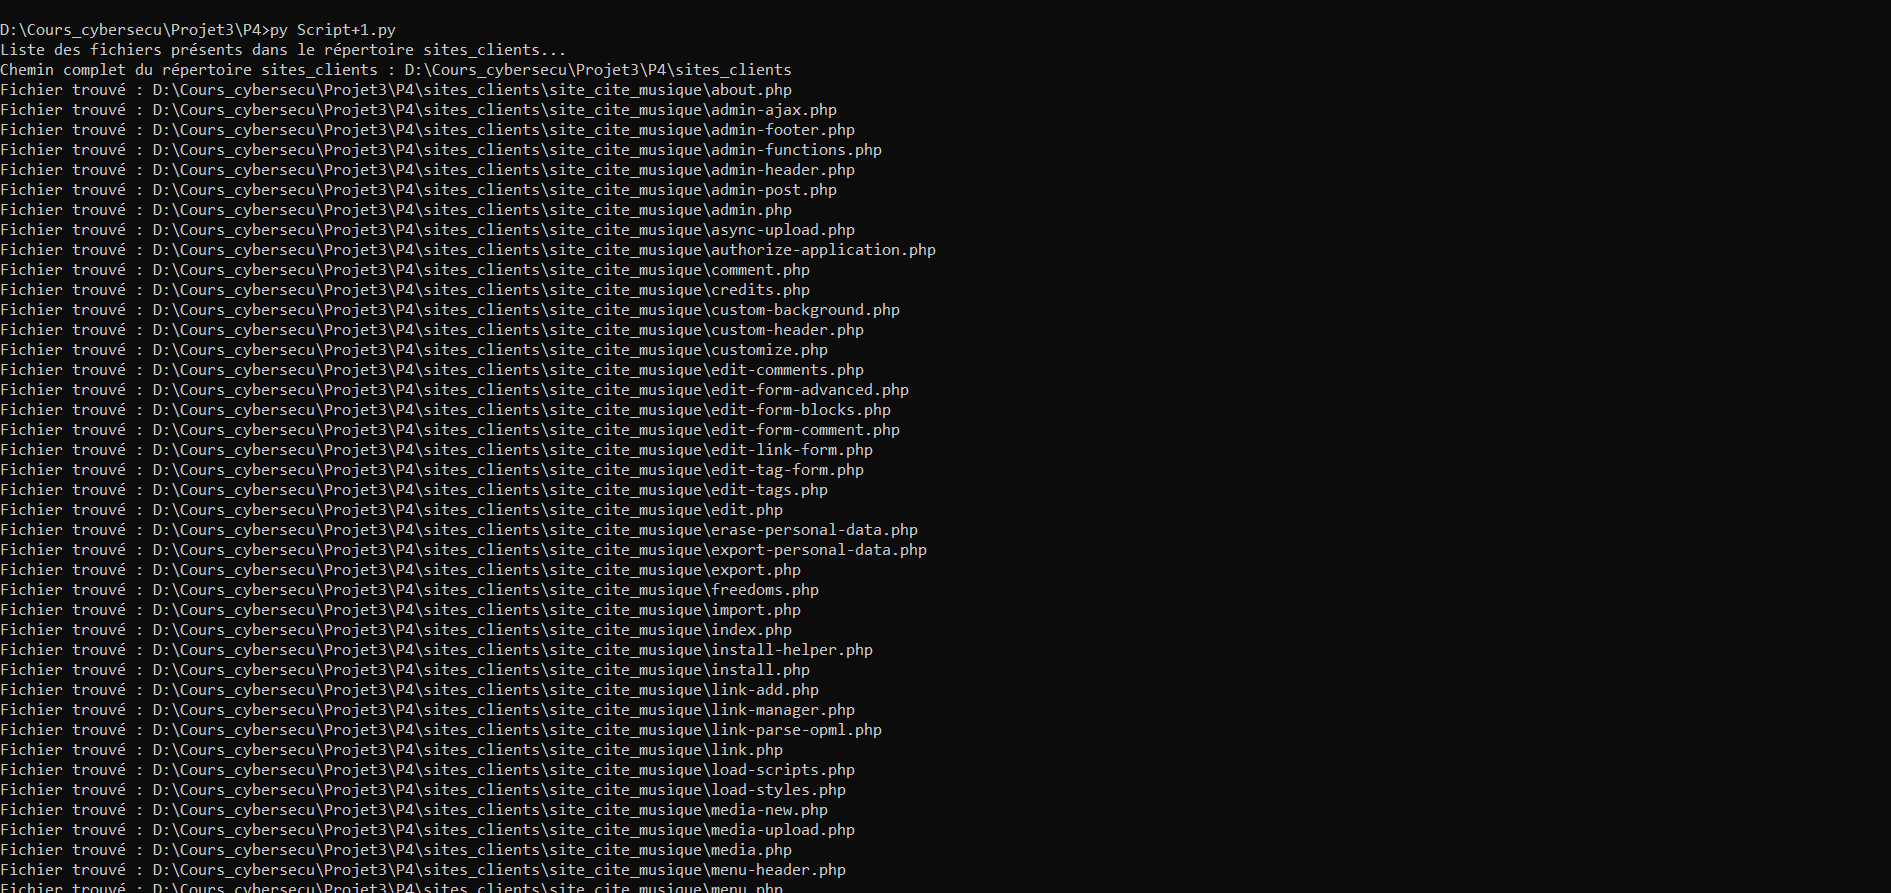 D:\Cours_cybersecu\Projet3\P4>py Script+1.py
Liste des fichiers présents dans le répertoire sites_clients...
Chemin complet du répertoire sites_clients : D:\Cours_cybersecu\Projet3\P4\sites_clients
Fichier trouvé : D:\Cours_cybersecu\Projet3\P4\sites_clients\site_cite_musique\about.php
Fichier trouvé : D:\Cours_cybersecu\Projet3\P4\sites_clients\site_cite_musique\admin-ajax.php
Fichier trouvé : D:\Cours_cybersecu\Projet3\P4\sites_clients\site_cite_musique\admin-footer.php
Fichier trouvé : D:\Cours_cybersecu\Projet3\P4\sites_clients\site_cite_musique\admin-functions.php
Fichier trouvé : D:\Cours_cybersecu\Projet3\P4\sites_clients\site_cite_musique\admin-header.php
Fichier trouvé : D:\Cours_cybersecu\Projet3\P4\sites_clients\site_cite_musique\admin-post.php
Fichier trouvé : D:\Cours_cybersecu\Projet3\P4\sites_clients\site_cite_musique\admin.php
Fichier trouvé : D:\Cours_cybersecu\Projet3\P4\sites_clients\site_cite_musique\async-upload.php
Fichier trouvé : D:\Cours_cybersecu\Projet3\P4\sites_clients\site_cite_musique\authorize-application.php
Fichier trouvé : D:\Cours_cybersecu\Projet3\P4\sites_clients\site_cite_musique\comment.php
Fichier trouvé : D:\Cours_cybersecu\Projet3\P4\sites_clients\site_cite_musique\credits.php
Fichier trouvé : D:\Cours_cybersecu\Projet3\P4\sites_clients\site_cite_musique\custom-background.php
Fichier trouvé : D:\Cours_cybersecu\Projet3\P4\sites_clients\site_cite_musique\custom-header.php
Fichier trouvé : D:\Cours_cybersecu\Projet3\P4\sites_clients\site_cite_musique\customize.php
Fichier trouvé : D:\Cours_cybersecu\Projet3\P4\sites_clients\site_cite_musique\edit-comments.php
Fichier trouvé : D:\Cours_cybersecu\Projet3\P4\sites_clients\site_cite_musique\edit-form-advanced.php
Fichier trouvé : D:\Cours_cybersecu\Projet3\P4\sites_clients\site_cite_musique\edit-form-blocks.php
Fichier trouvé : D:\Cours_cybersecu\Projet3\P4\sites_clients\site_cite_musique\edit-form-comment.php
Fichier trouvé : D:\Cours_cybersecu\Projet3\P4\sites_clients\site_cite_musique\edit-link-form.php
Fichier trouvé : D:\Cours_cybersecu\Projet3\P4\sites_clients\site_cite_musique\edit-tag-form.php
Fichier trouvé : D:\Cours_cybersecu\Projet3\P4\sites_clients\site_cite_musique\edit-tags.php
Fichier trouvé : D:\Cours_cybersecu\Projet3\P4\sites_clients\site_cite_musique\edit.php
Fichier trouvé : D:\Cours_cybersecu\Projet3\P4\sites_clients\site_cite_musique\erase-personal-data.php
Fichier trouvé : D:\Cours_cybersecu\Projet3\P4\sites_clients\site_cite_musique\export-personal-data.php
Fichier trouvé : D:\Cours_cybersecu\Projet3\P4\sites_clients\site_cite_musique\export.php
Fichier trouvé : D:\Cours_cybersecu\Projet3\P4\sites_clients\site_cite_musique\freedoms.php
Fichier trouvé : D:\Cours_cybersecu\Projet3\P4\sites_clients\site_cite_musique\import.php
Fichier trouvé : D:\Cours_cybersecu\Projet3\P4\sites_clients\site_cite_musique\index.php
Fichier trouvé : D:\Cours_cybersecu\Projet3\P4\sites_clients\site_cite_musique\install-helper.php
Fichier trouvé : D:\Cours_cybersecu\Projet3\P4\sites_clients\site_cite_musique\install.php
Fichier trouvé : D:\Cours_cybersecu\Projet3\P4\sites_clients\site_cite_musique\link-add.php
Fichier trouvé : D:\Cours_cybersecu\Projet3\P4\sites_clients\site_cite_musique\link-manager.php
Fichier trouvé : D:\Cours_cybersecu\Projet3\P4\sites_clients\site_cite_musique\link-parse-opml.php
Fichier trouvé : D:\Cours_cybersecu\Projet3\P4\sites_clients\site_cite_musique\link.php
Fichier trouvé : D:\Cours_cybersecu\Projet3\P4\sites_clients\site_cite_musique\load-scripts.php
Fichier trouvé : D:\Cours_cybersecu\Projet3\P4\sites_clients\site_cite_musique\load-styles.php
Fichier trouvé : D:\Cours_cybersecu\Projet3\P4\sites_clients\site_cite_musique\media-new.php
Fichier trouvé : D:\Cours_cybersecu\Projet3\P4\sites_clients\site_cite_musique\media-upload.php
Fichier trouvé : D:\Cours_cybersecu\Projet3\P4\sites_clients\site_cite_musique\media.php
Fichier trouvé : D:\Cours_cybersecu\Projet3\P4\sites_clients\site_cite_musique\menu-header.php
Fichier trouvé : D:\Cours_cybersecu\Projet3\P4\sites_clients\site_cite_musique\menu.php